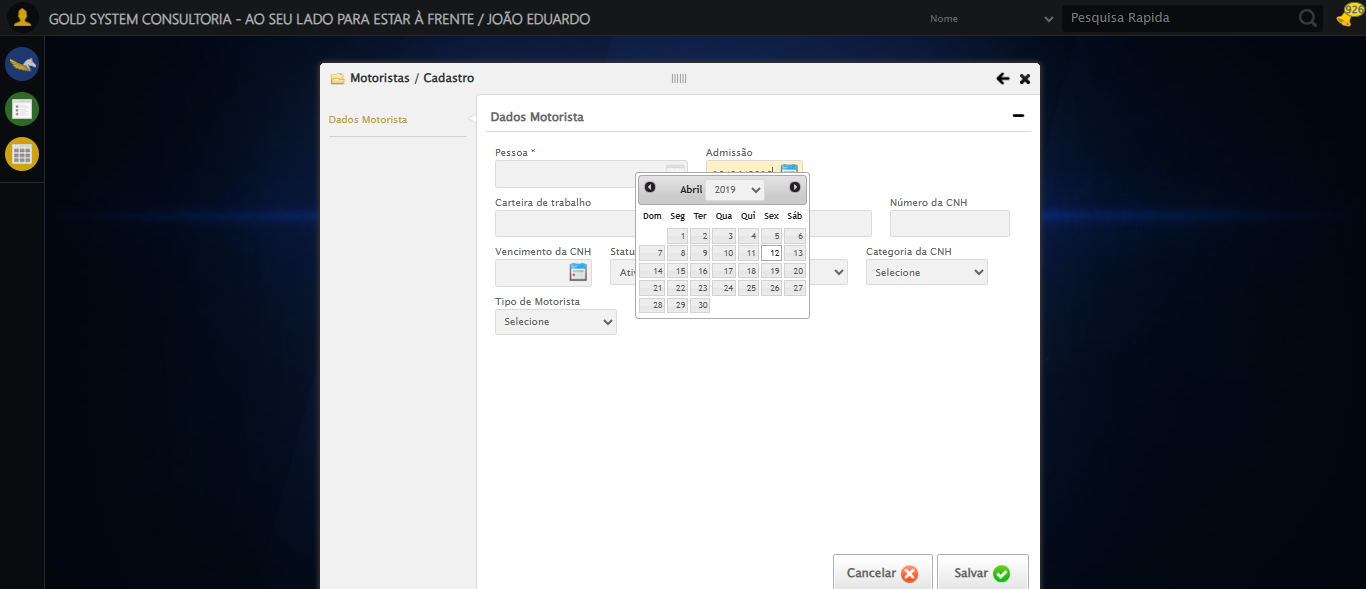 GOLD SYSTEM CONSULTORIA - AO SEU LADO PARA ESTAR À FRENTE / JOÃO EDUARDO
Nome
Pesquisa Rapida
926
Motoristas / Cadastro
Dados Motorista
Dados Motorista
Pessoa *
Admissão
Abril 2019
Dom Seg Ter Qua Qui Sex Sáb
1 2 3 4 5 6
7 8 9 10 11 12 13
14 15 16 17 18 19 20
21 22 23 24 25 26 27
28 29 30
Carteira de trabalho
Número da CNH
Vencimento da CNH
Statu
Ati
Categoria da CNH
Selecione
Tipo de Motorista
Selecione
Cancelar
Salvar